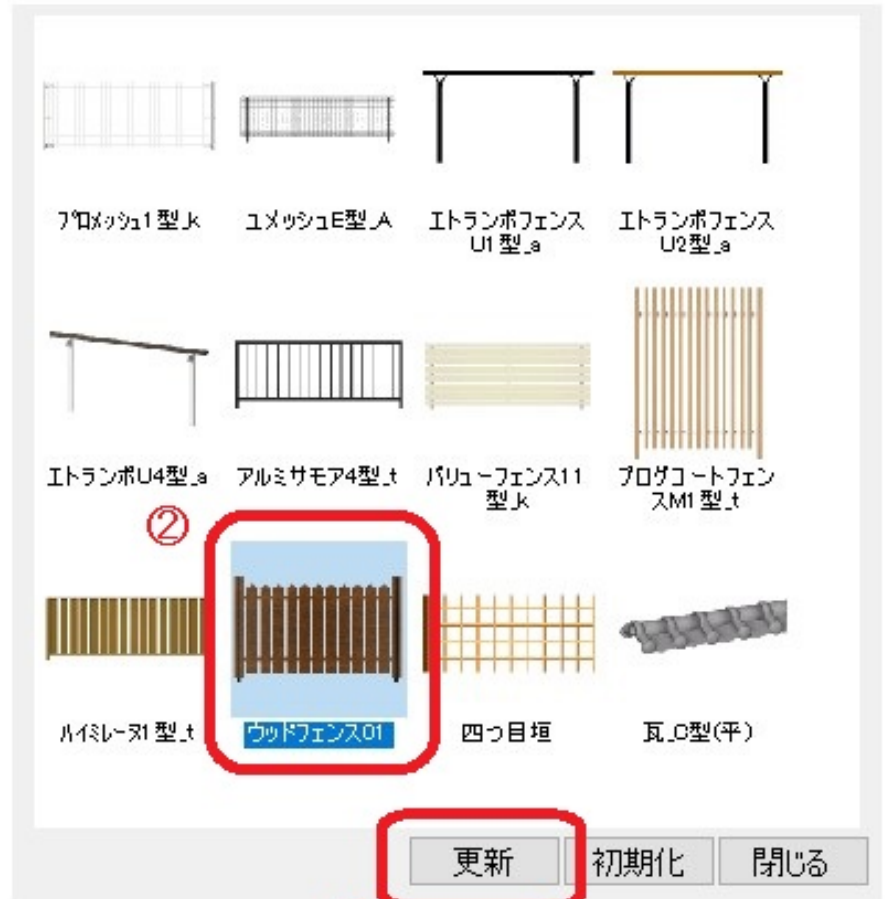 プロメッシュ1型_k
ユメッシュE型_A
エトランポフェンス
U1型_a
エトランポフェンス
U2型_a
エトランポU4型_a
アルミサモア4型_t
バリューフェンス11
型_k
プログコートフェン
スM1型_t
②
ハイミレーヌ1型_t
ウッドフェンス01
四つ目垣
瓦_C型(平)
更新
初期化
閉じる